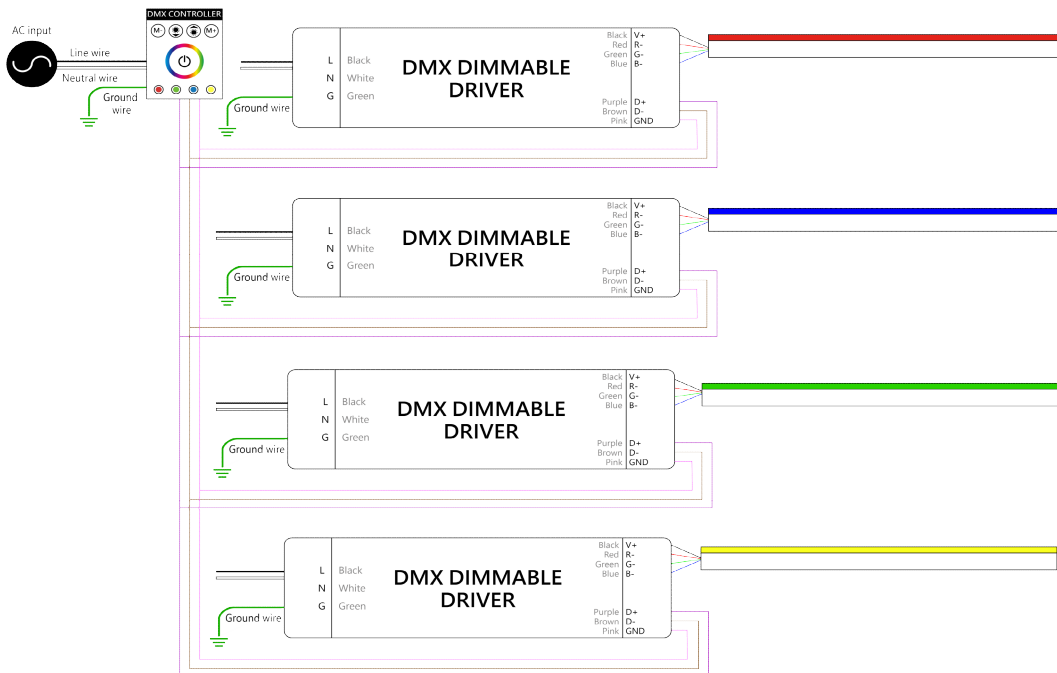 DMX CONTROLLER
M- M+
AC input
Line wire
Neutral wire
Ground
wire
L Black
N White
G Green
Ground wire
DMX DIMMABLE
DRIVER
Black V+
Red R-
Green G-
Blue B-
Purple D+
Brown D-
Pink GND
L Black
N White
G Green
Ground wire
DMX DIMMABLE
DRIVER
Black V+
Red R-
Green G-
Blue B-
Purple D+
Brown D-
Pink GND
L Black
N White
G Green
Ground wire
DMX DIMMABLE
DRIVER
Black V+
Red R-
Green G-
Blue B-
Purple D+
Brown D-
Pink GND
L Black
N White
G Green
Ground wire
DMX DIMMABLE
DRIVER
Black V+
Red R-
Green G-
Blue B-
Purple D+
Brown D-
Pink GND